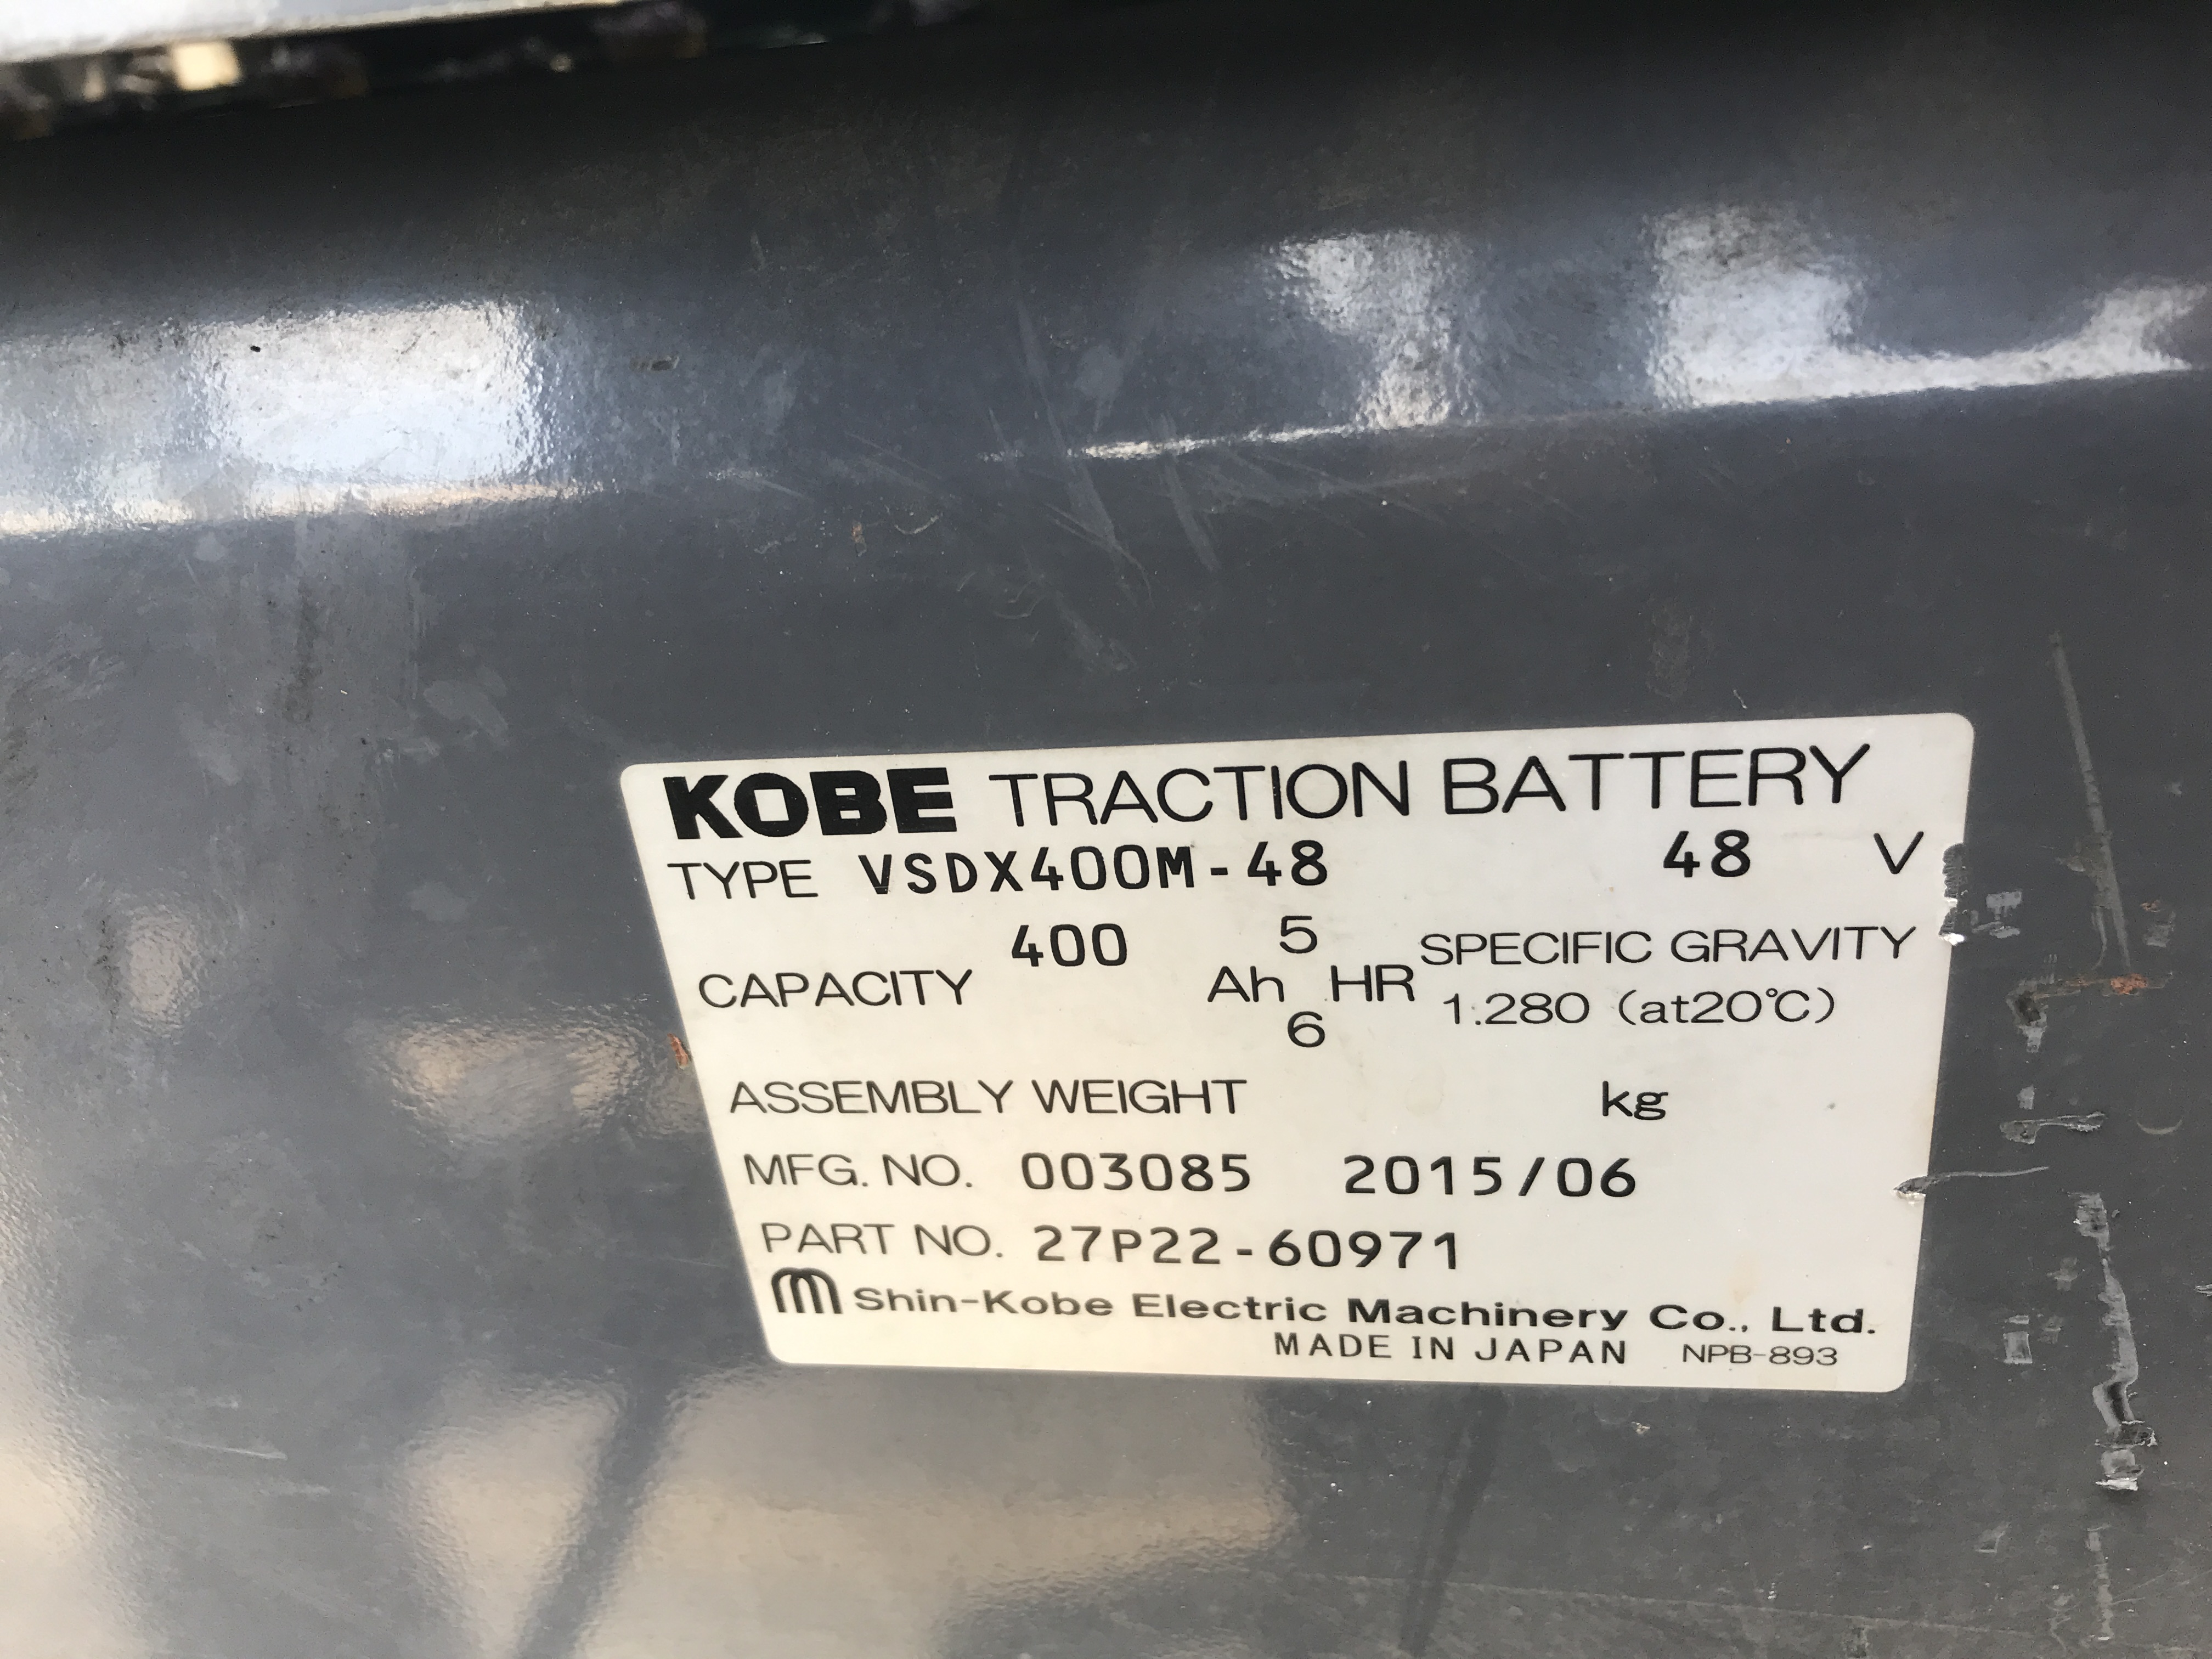 KOBE TRACTION BATTERY
TYPE VSDX400M-48 48 V
CAPACITY 400 Ah 5 6 HR SPECIFIC GRAVITY
1.280 (at20℃)
ASSEMBLY WEIGHT kg
MFG. NO. 003085 2015/06
PART NO. 27P22-60971
Shin-Kobe Electric Machinery Co., Ltd.
MADE IN JAPAN NPB-893